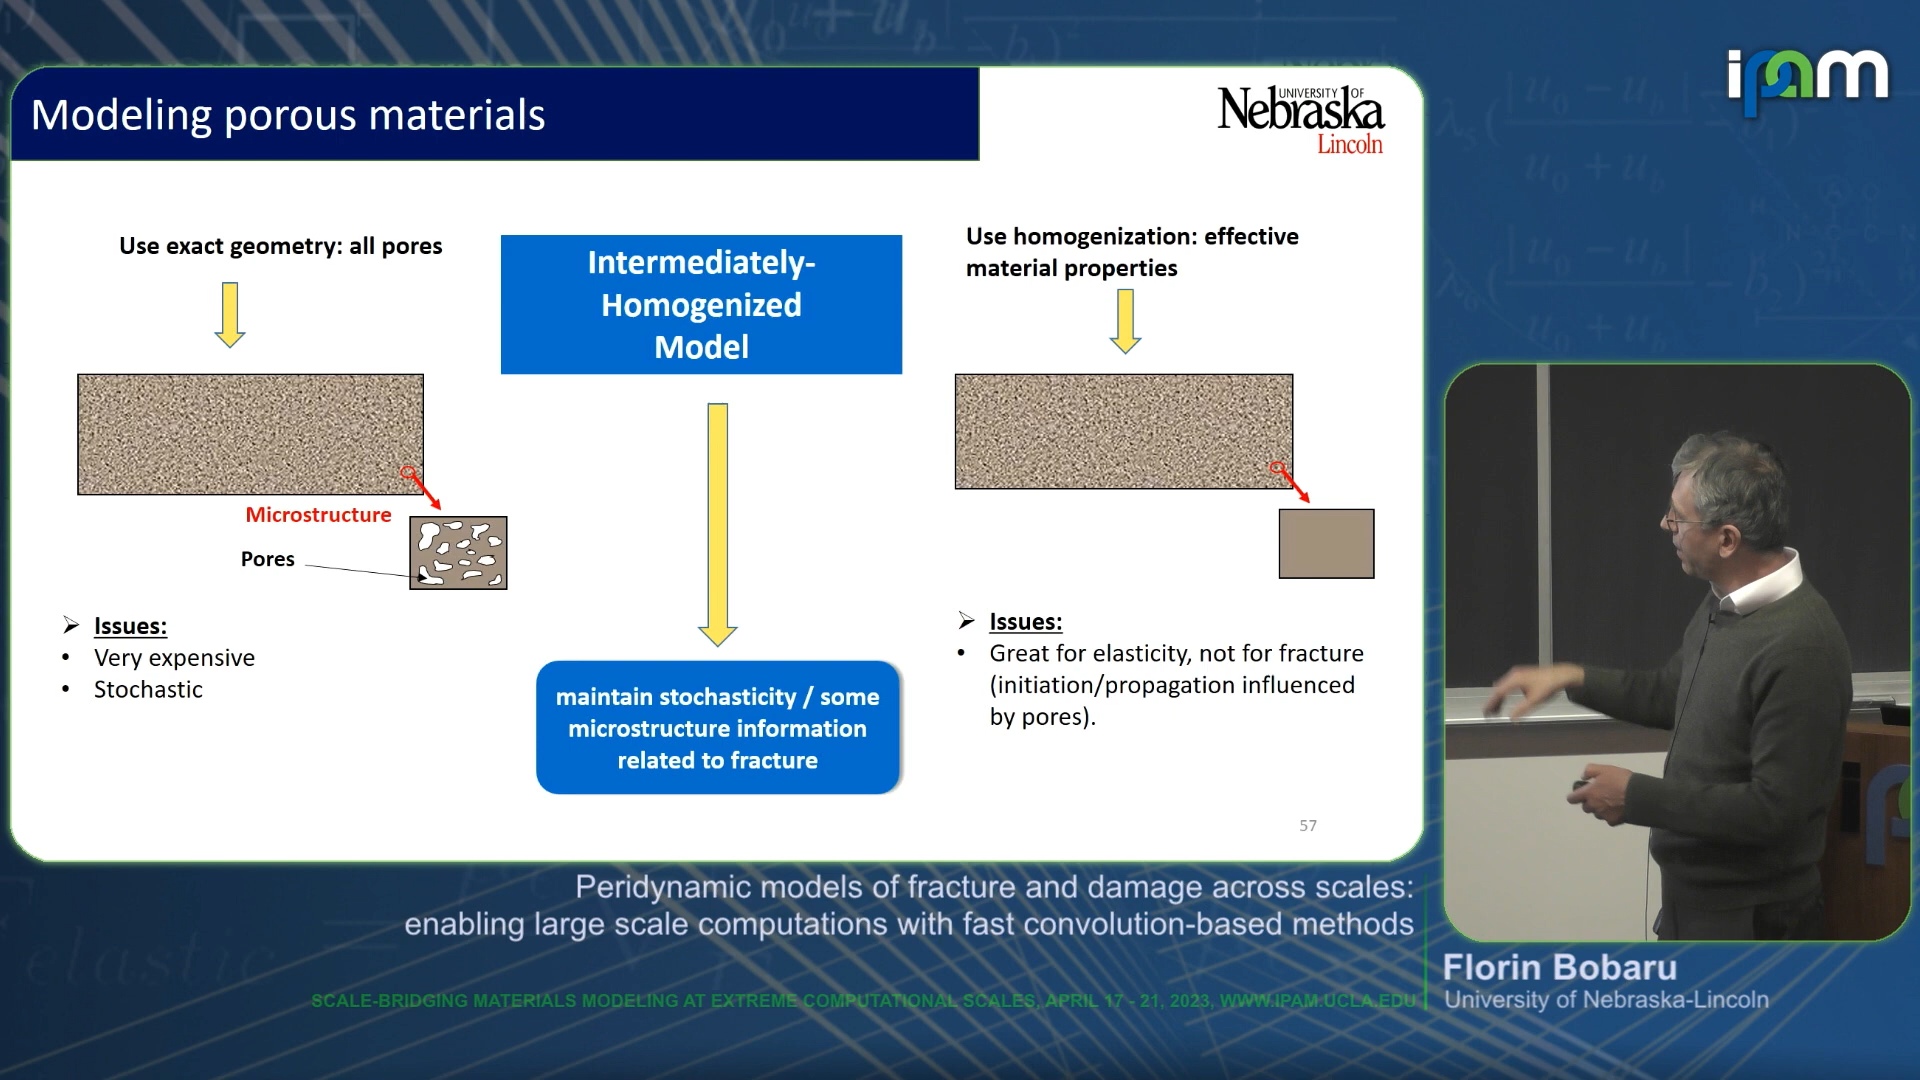 ipam
Modeling porous materials
UNIVERSITY OF
Nebraska
Lincoln
Use exact geometry: all pores
Microstructure
Pores
Issues:
• Very expensive
• Stochastic
Intermediately-
Homogenized
Model
maintain stochasticity / some
microstructure information
related to fracture
Use homogenization: effective
material properties
Issues:
• Great for elasticity, not for fracture
(initiation/propagation influenced
by pores).
57
Peridynamic models of fracture and damage across scales:
enabling large scale computations with fast convolution-based methods
SCALE-BRIDGING MATERIALS MODELING AT EXTREME COMPUTATIONAL SCALES, APRIL 17 - 21, 2023, WWW.IPAM.UCLA.EDU
Florin Bobaru
University of Nebraska-Lincoln
elastic